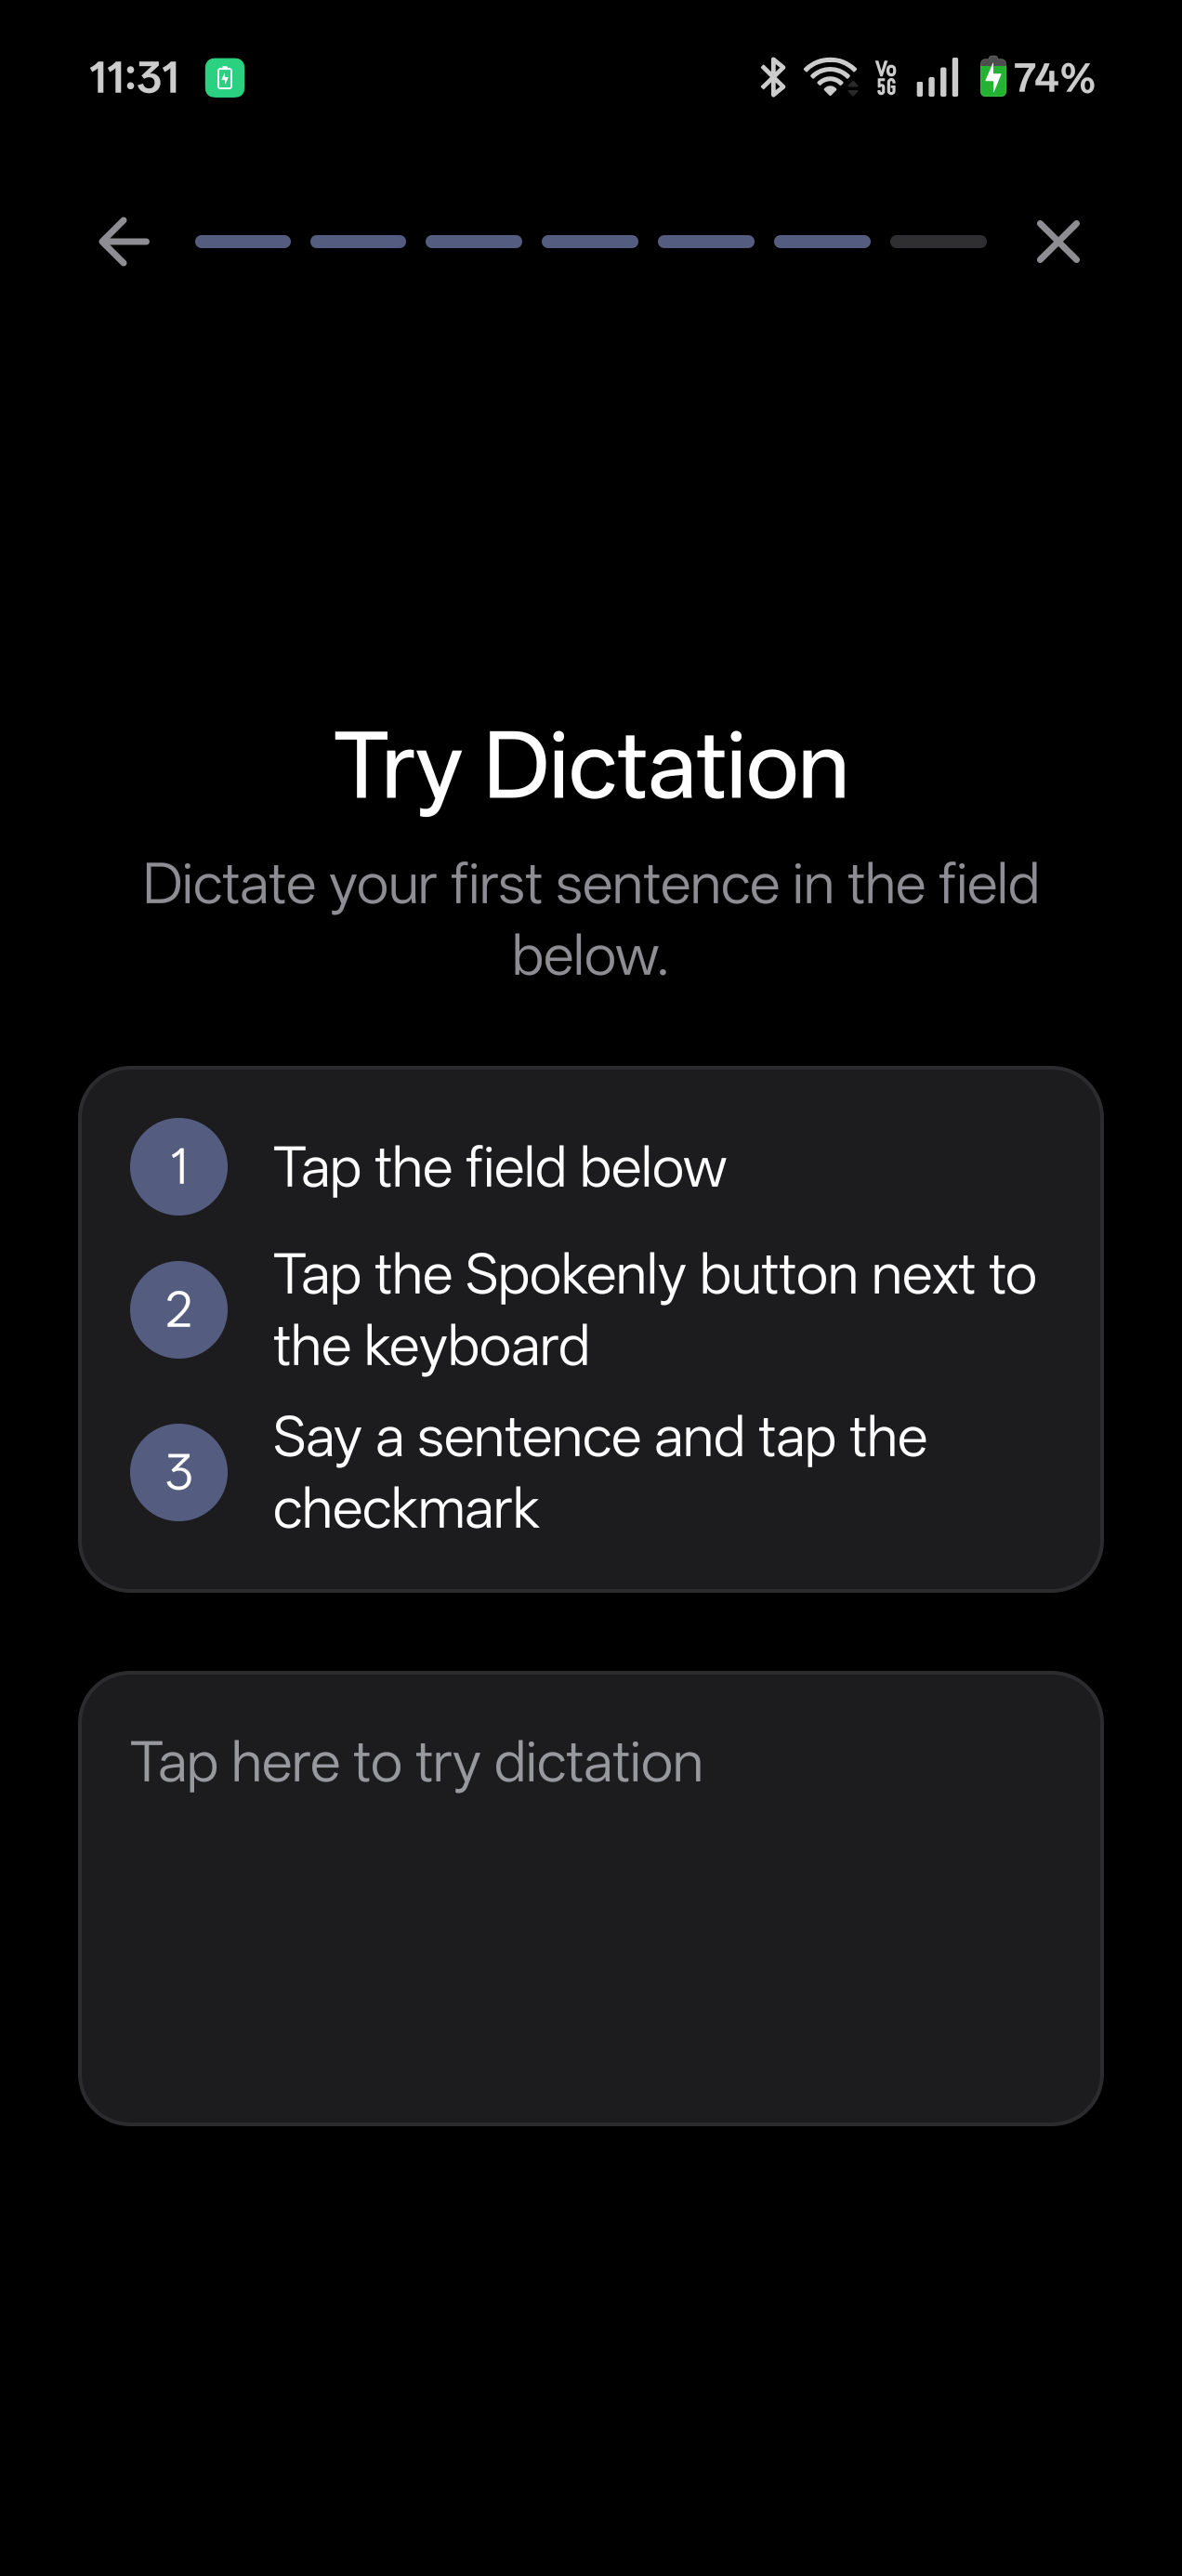 11:31
Vo 5G
74%
Try Dictation
Dictate your first sentence in the field
below.
1 Tap the field below
2 Tap the Spokenly button next to
the keyboard
3 Say a sentence and tap the
checkmark
Tap here to try dictation